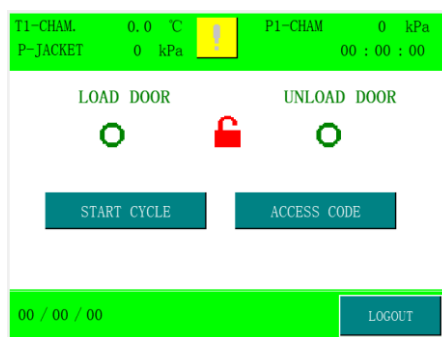 T1-CHAM. 0.0 ℃ ! P1-CHAM 0 kPa
P-JACKET 0 kPa 00 : 00 : 00
LOAD DOOR UNLOAD DOOR
START CYCLE ACCESS CODE
00 / 00 / 00 LOGOUT